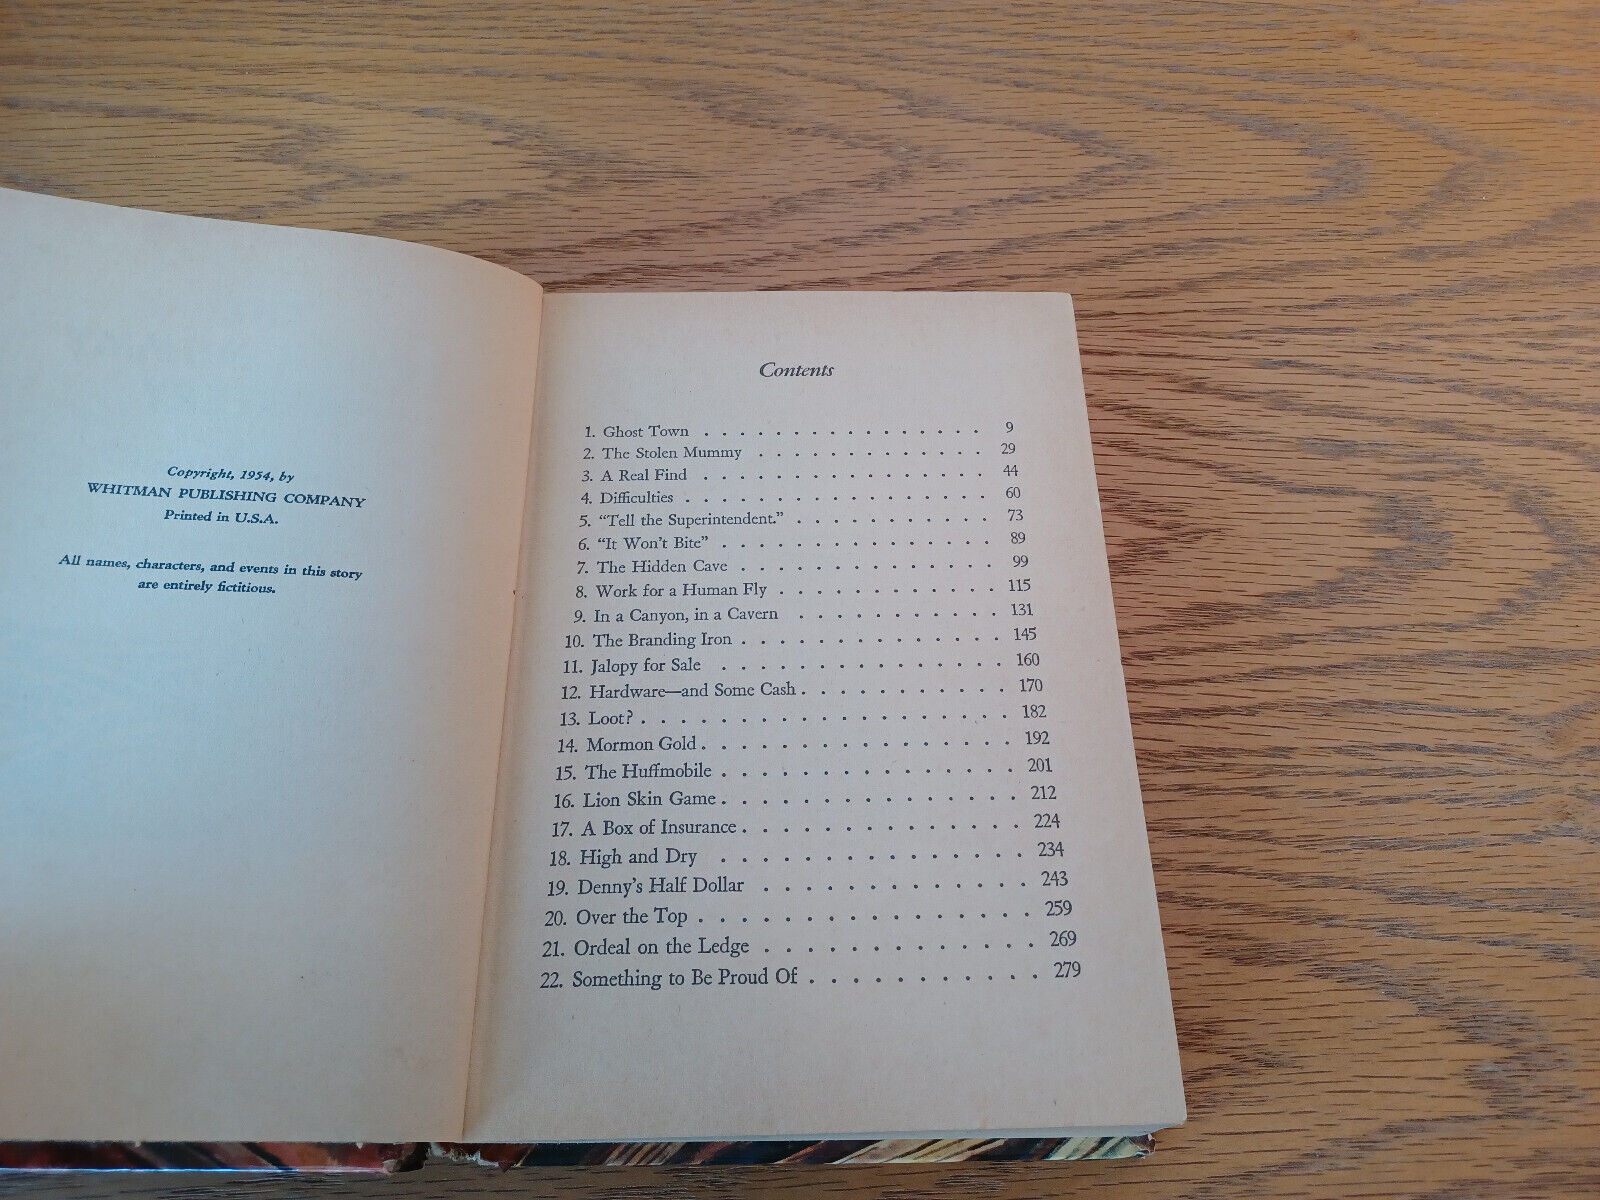 Copyright, 1954, by
WHITMAN PUBLISHING COMPANY
Printed in U.S.A.
All names, characters, and events in this story
are entirely fictitious.
Contents
1. Ghost Town . . . . . . . . . . . . . . . . 9
2. The Stolen Mummy . . . . . . . . . . . . . 29
3. A Real Find . . . . . . . . . . . . . . . . 44
4. Difficulties . . . . . . . . . . . . . . . . . 60
5. “Tell the Superintendent.” . . . . . . . . . . . 73
6. “It Won't Bite” . . . . . . . . . . . . . . . 89
7. The Hidden Cave . . . . . . . . . . . . . . 99
8. Work for a Human Fly . . . . . . . . . . . . 115
9. In a Canyon, in a Cavern . . . . . . . . . . . 131
10. The Branding Iron . . . . . . . . . . . . . . 145
11. Jalopy for Sale . . . . . . . . . . . . . . . 160
12. Hardware—and Some Cash . . . . . . . . . . . 170
13. Loot? . . . . . . . . . . . . . . . . . . . 182
14. Mormon Gold . . . . . . . . . . . . . . . . 192
15. The Huffmobile . . . . . . . . . . . . . . . 201
16. Lion Skin Game . . . . . . . . . . . . . . . 212
17. A Box of Insurance . . . . . . . . . . . . . . 224
18. High and Dry . . . . . . . . . . . . . . . 234
19. Denny's Half Dollar . . . . . . . . . . . . . 243
20. Over the Top . . . . . . . . . . . . . . . . 259
21. Ordeal on the Ledge . . . . . . . . . . . . . 269
22. Something to Be Proud Of . . . . . . . . . . . 279